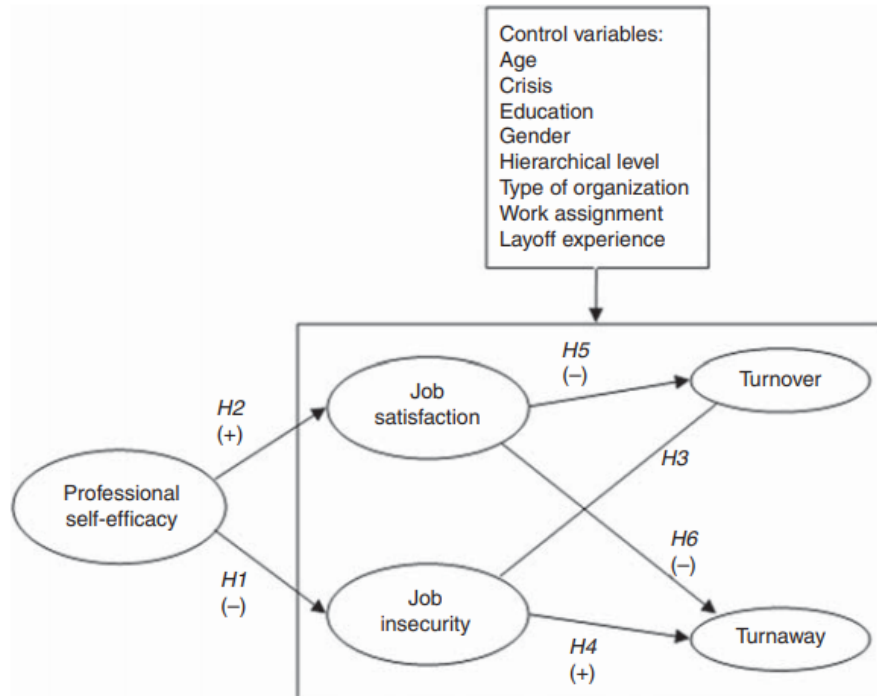 Control variables:
Age
Crisis
Education
Gender
Hierarchical level
Type of organization
Work assignment
Layoff experience
H5
(–)
Turnover
Job
satisfaction
H2
(+)
H3
Professional
self-efficacy
H6
(–)
H1
(–)
Job
insecurity
H4
(+)
Turnaway